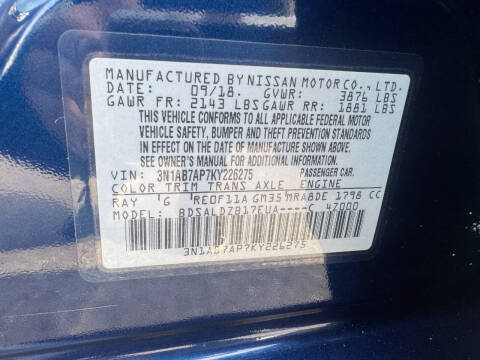 MANUFACTURED BY NISSAN MOTOR CO., LTD.
DATE: 09/18. GVWR: 3876 LBS
GAWR FR: 2143 LBS GAWR RR: 1881 LBS
THIS VEHICLE CONFORMS TO ALL APPLICABLE FEDERAL MOTOR
VEHICLE SAFETY, BUMPER AND THEFT PREVENTION STANDARDS
IN EFFECT ON THE DATE OF MANUFACTURE SHOWN ABOVE.
SEE OWNER'S MANUAL FOR ADDITIONAL INFORMATION.
VIN: 3N1AB7AP7KY226275 PASSENGER CAR.
COLOR TRIM TRANS AXLE ENGINE
RAY G RE0F11A GM35 MRA8DE 1798 CC
MODEL: BDSALDZB17EUA----C 47000
3N1AB7AP7KY226275